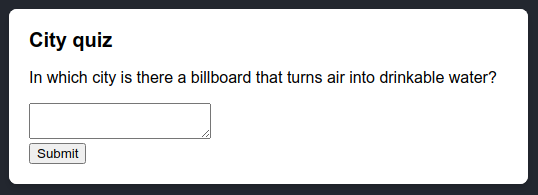 City quiz
In which city is there a billboard that turns air into drinkable water?
Submit